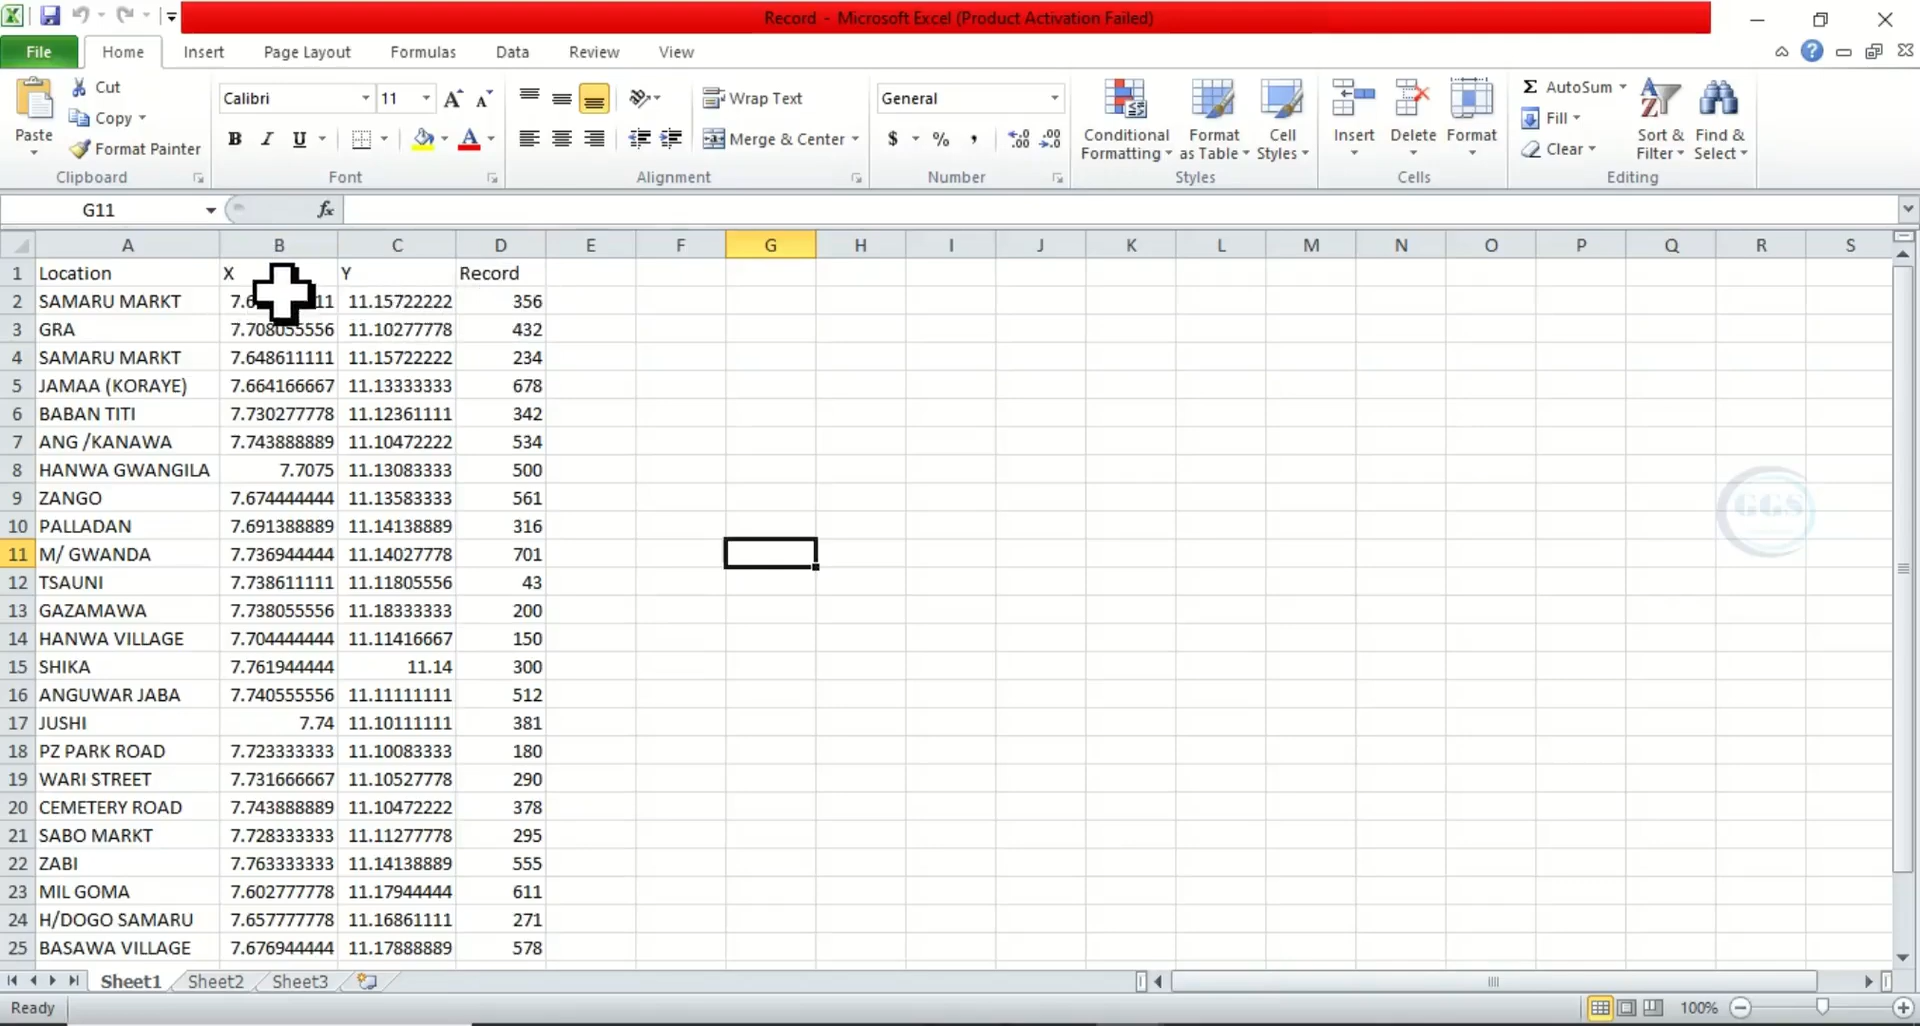 Record - Microsoft Excel (Product Activation Failed)
File Home Insert Page Layout Formulas Data Review View
Paste Cut Copy Format Painter Clipboard
Calibri 11 A A B I U A Font
Wrap Text Merge & Center Alignment
General $ % , .0 .00 .00 .0 Number
Conditional Formatting Format as Table Cell Styles Styles
Insert Delete Format Cells
Σ AutoSum Fill Clear Sort & Filter Find & Select Editing
G11 fx
A B C D E F G H I J K L M N O P Q R S
1 Location X Y Record
2 SAMARU MARKT 11.15722222 356
3 GRA 7.708055556 11.10277778 432
4 SAMARU MARKT 7.648611111 11.15722222 234
5 JAMAA (KORAYE) 7.664166667 11.13333333 678
6 BABAN TITI 7.730277778 11.12361111 342
7 ANG /KANAWA 7.743888889 11.10472222 534
8 HANWA GWANGILA 7.7075 11.13083333 500
9 ZANGO 7.674444444 11.13583333 561
10 PALLADAN 7.691388889 11.14138889 316
11 M/ GWANDA 7.736944444 11.14027778 701
12 TSAUNI 7.738611111 11.11805556 43
13 GAZAMAWA 7.738055556 11.18333333 200
14 HANWA VILLAGE 7.704444444 11.11416667 150
15 SHIKA 7.761944444 11.14 300
16 ANGUWAR JABA 7.740555556 11.11111111 512
17 JUSHI 7.74 11.10111111 381
18 PZ PARK ROAD 7.723333333 11.10083333 180
19 WARI STREET 7.731666667 11.10527778 290
20 CEMETERY ROAD 7.743888889 11.10472222 378
21 SABO MARKT 7.728333333 11.11277778 295
22 ZABI 7.763333333 11.14138889 555
23 MIL GOMA 7.602777778 11.17944444 611
24 H/DOGO SAMARU 7.657777778 11.16861111 271
25 BASAWA VILLAGE 7.676944444 11.17888889 578
GGS
Sheet1 Sheet2 Sheet3
Ready 100%